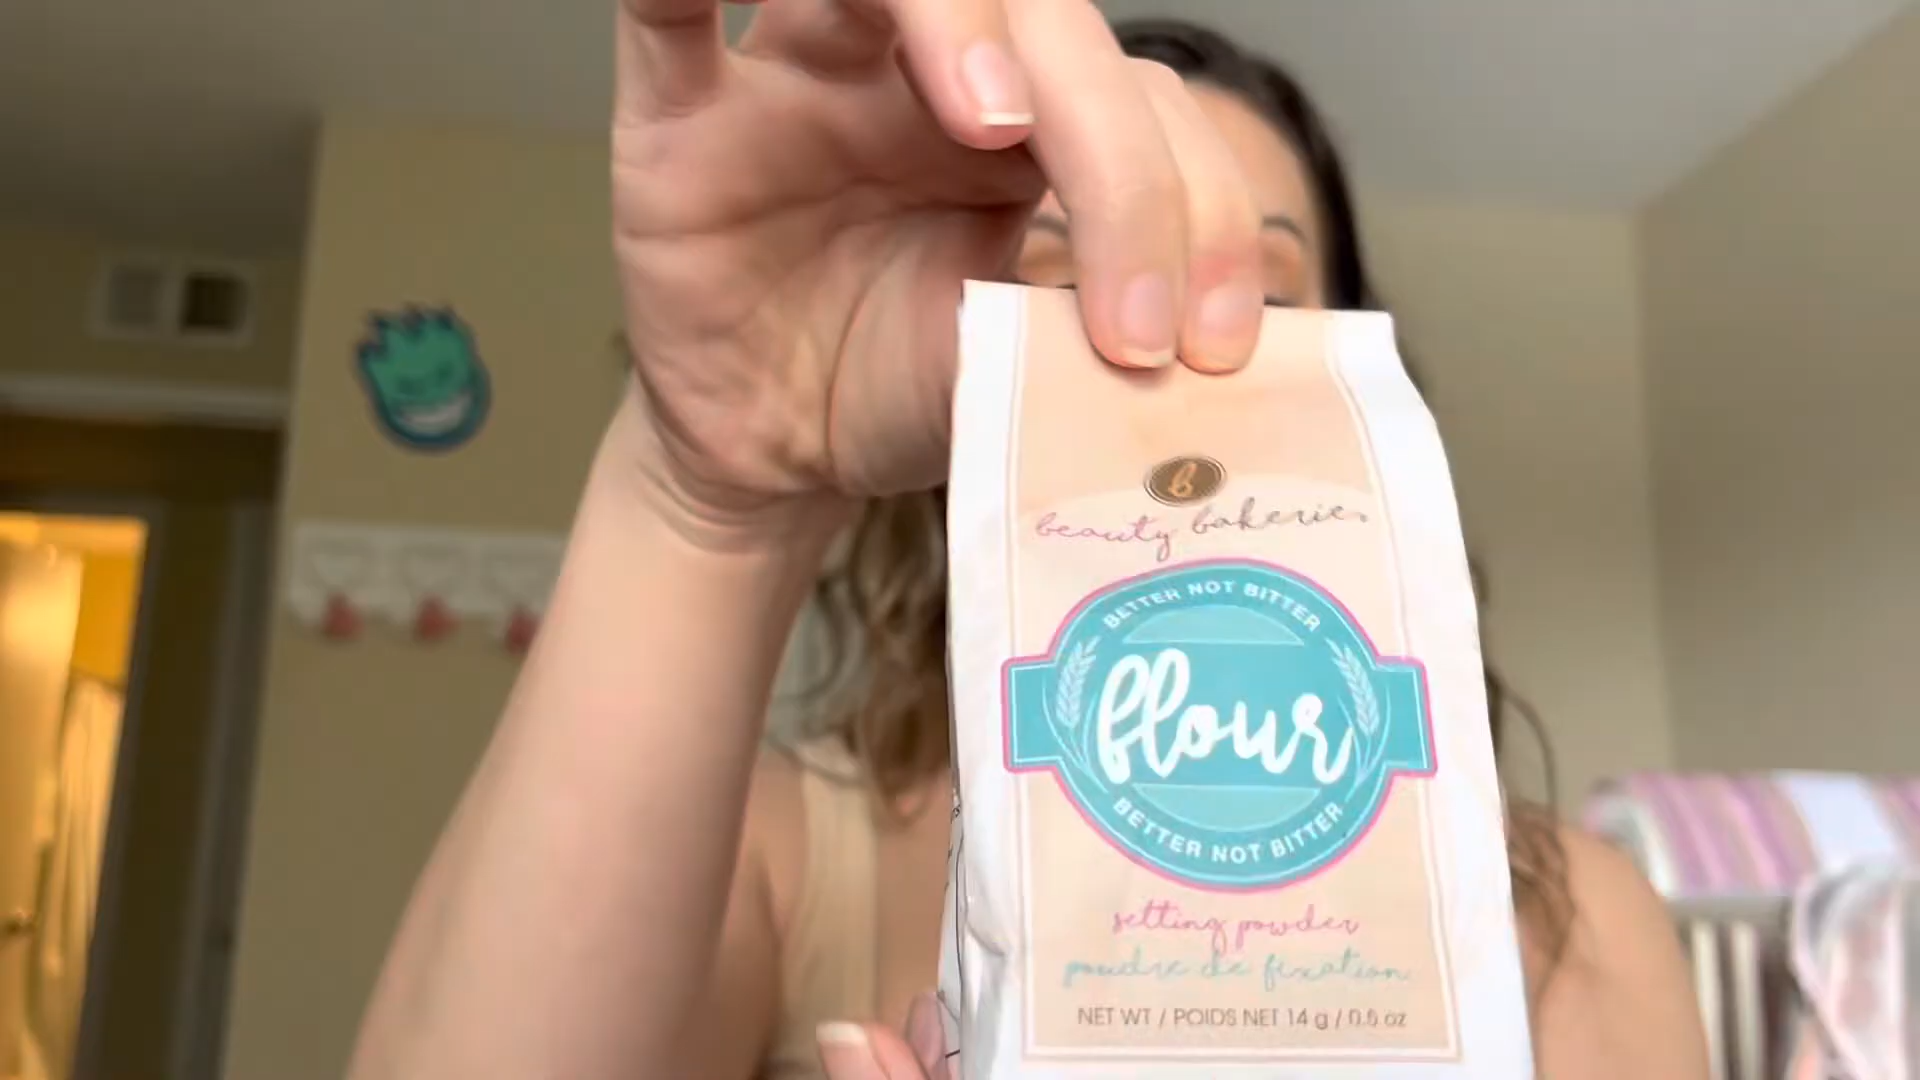 b
beauty bakerie
BETTER NOT BITTER
flour
BETTER NOT BITTER
setting powder
poudre de fixation
NET WT / POIDS NET 14 g / 0.5 oz